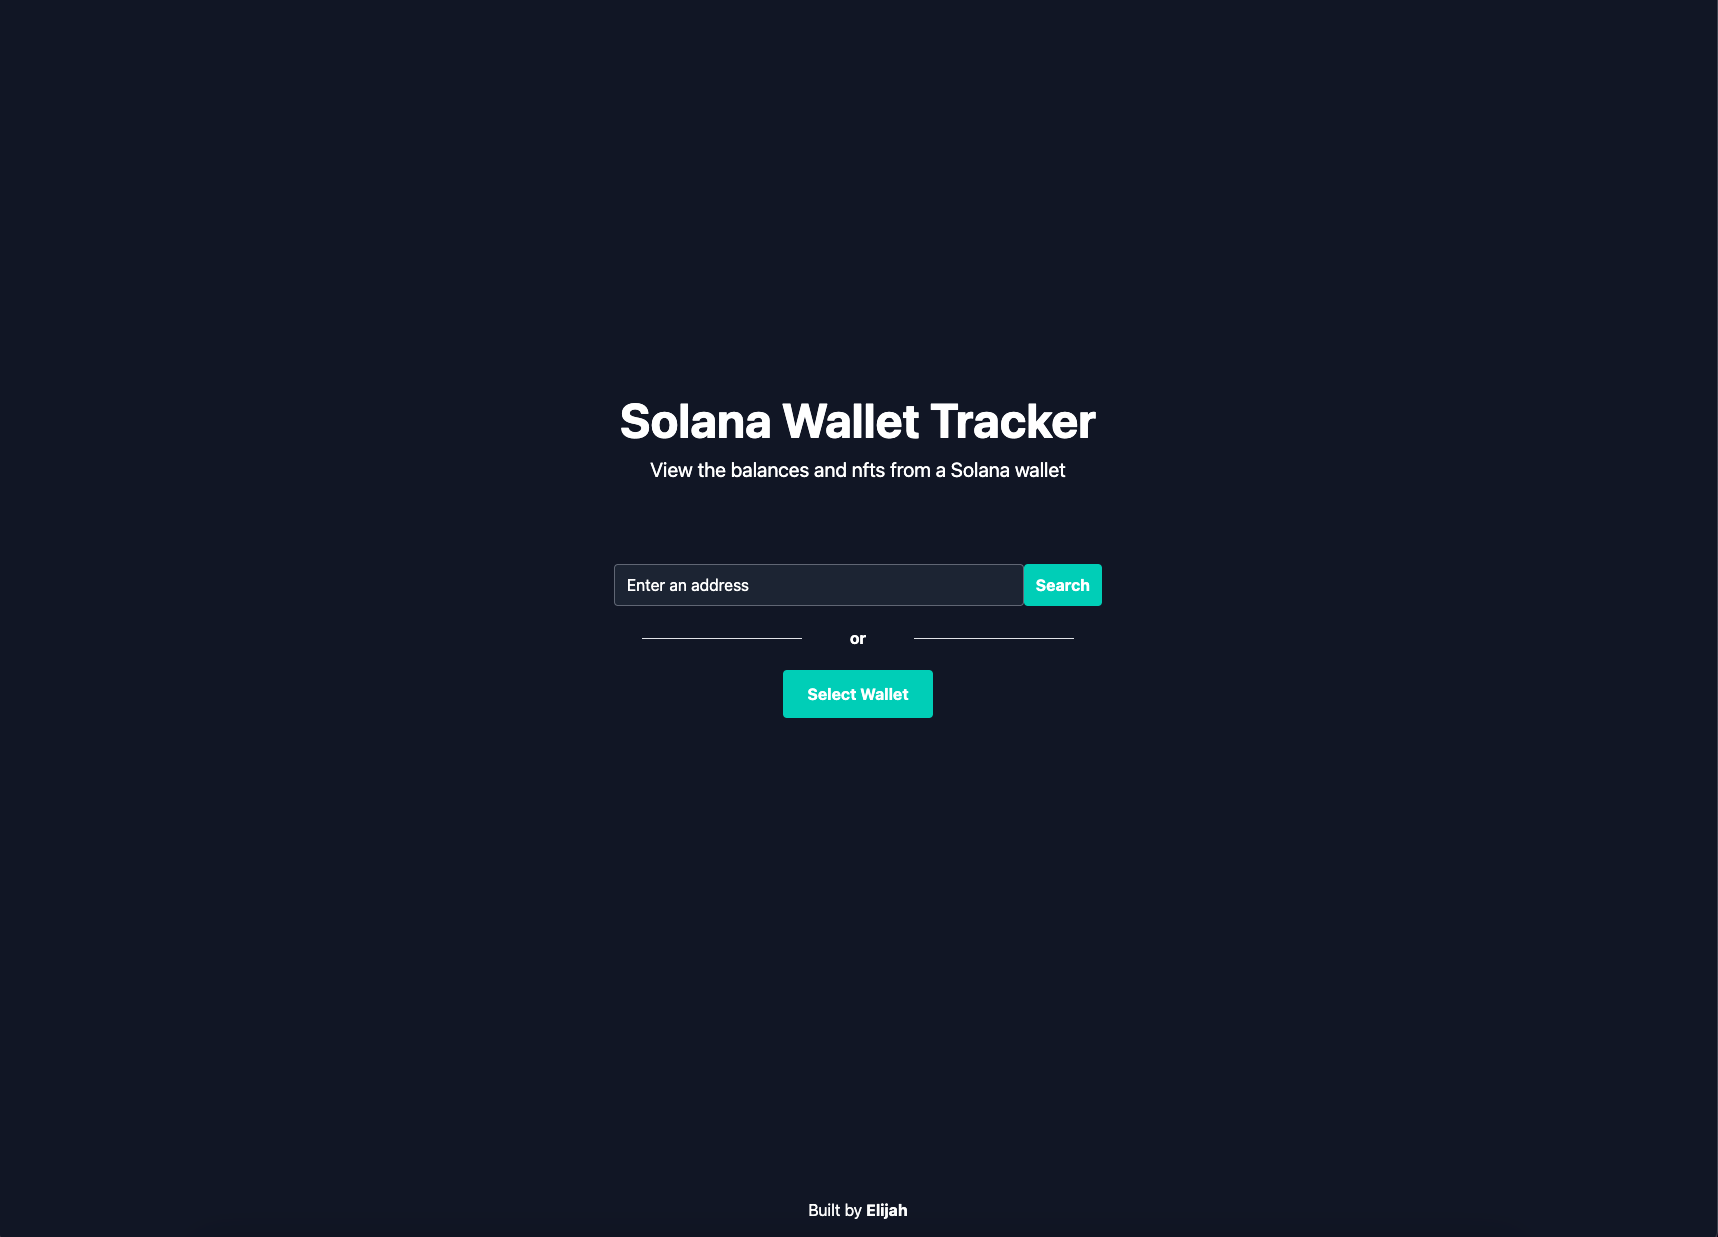 Solana Wallet Tracker
View the balances and nfts from a Solana wallet
Enter an address
Search
or
Select Wallet
Built by Elijah